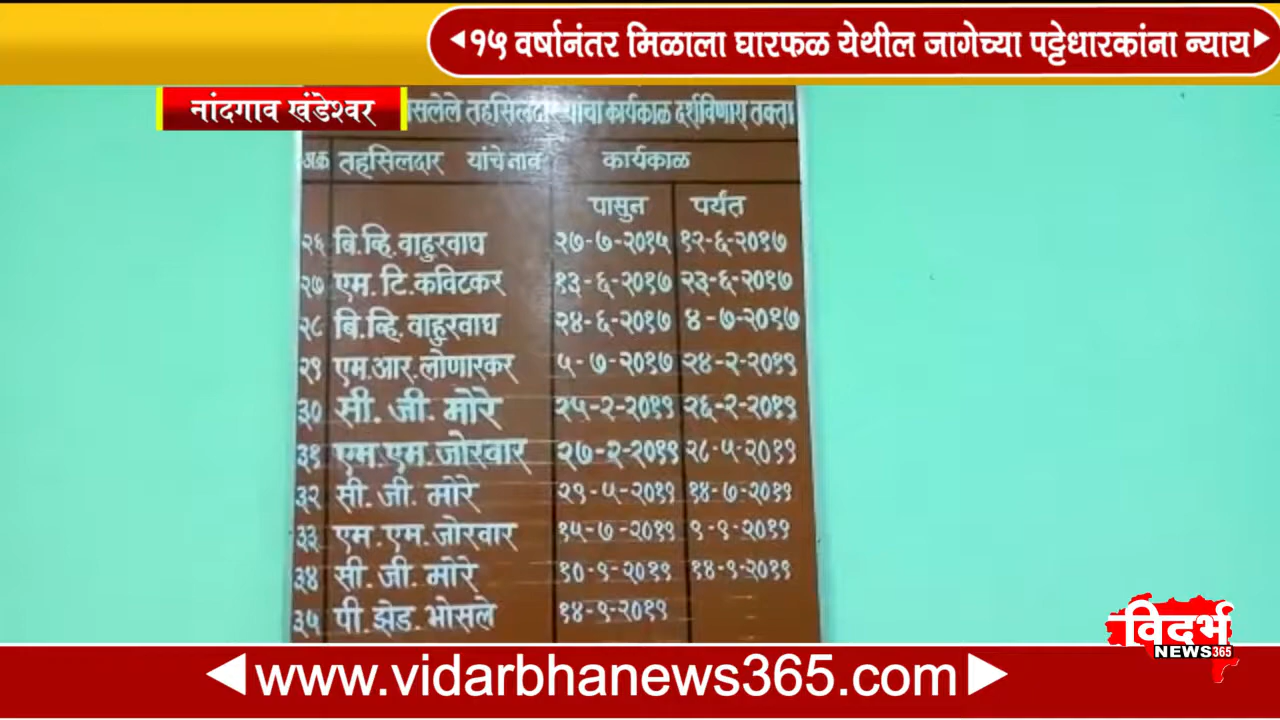 १५ वर्षानंतर मिळाला घारफळ येथील जागेच्या पट्टेधारकांना न्याय
नांदगाव खंडेश्वर
तहसिलदार यांचा कार्यकाळ दर्शविणारा तक्ता
अ.क्र तहसिलदार यांचे नाव कार्यकाळ
पासुन पर्यंत
२६ बि.व्हि.वाहुरवाघ २७-७-२०१५ १२-६-२०१७
२७ एम.टि.कविटकर १३-६-२०१७ २३-६-२०१७
२८ बि.व्हि.वाहुरवाघ २४-६-२०१७ ४-७-२०१७
२९ एम.आर.लोणारकर ५-७-२०१७ २४-२-२०१९
३० सी.जी.मोरे २५-२-२०१९ २६-२-२०१९
३१ एम.एम.जोरवार २७-२-२०१९ २८-५-२०१९
३२ सी.जी.मोरे २९-५-२०१९ १४-७-२०१९
३३ एम.एम.जोरवार १५-७-२०१९ ९-९-२०१९
३४ सी.जी.मोरे १०-९-२०१९ १४-९-२०१९
३५ पी.झेड.भोसले १४-९-२०१९
विदर्भ
NEWS 365
www.vidarbhanews365.com